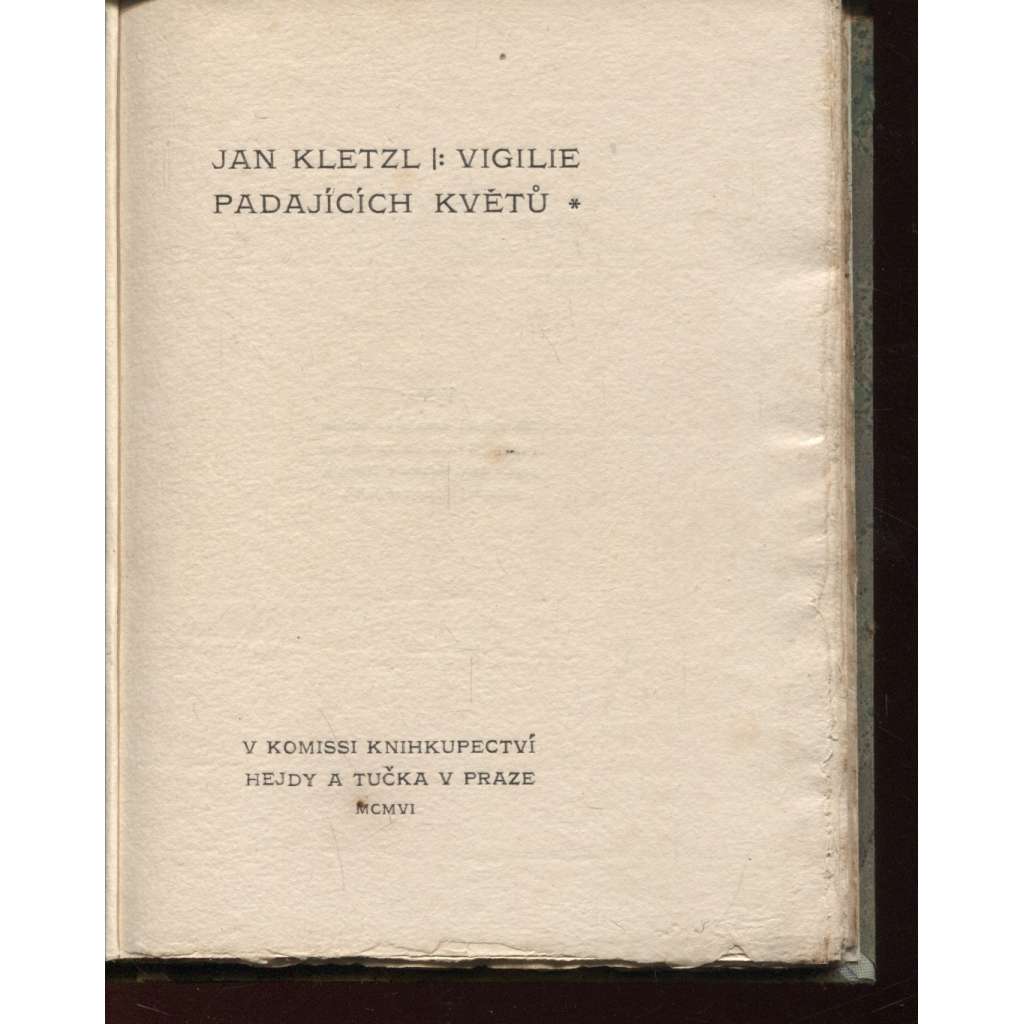 JAN KLETZL |: VIGILIE
PADAJÍCÍCH KVĚTŮ *
V KOMISSI KNIHKUPECTVÍ
HEJDY A TUČKA V PRAZE
MCMVI